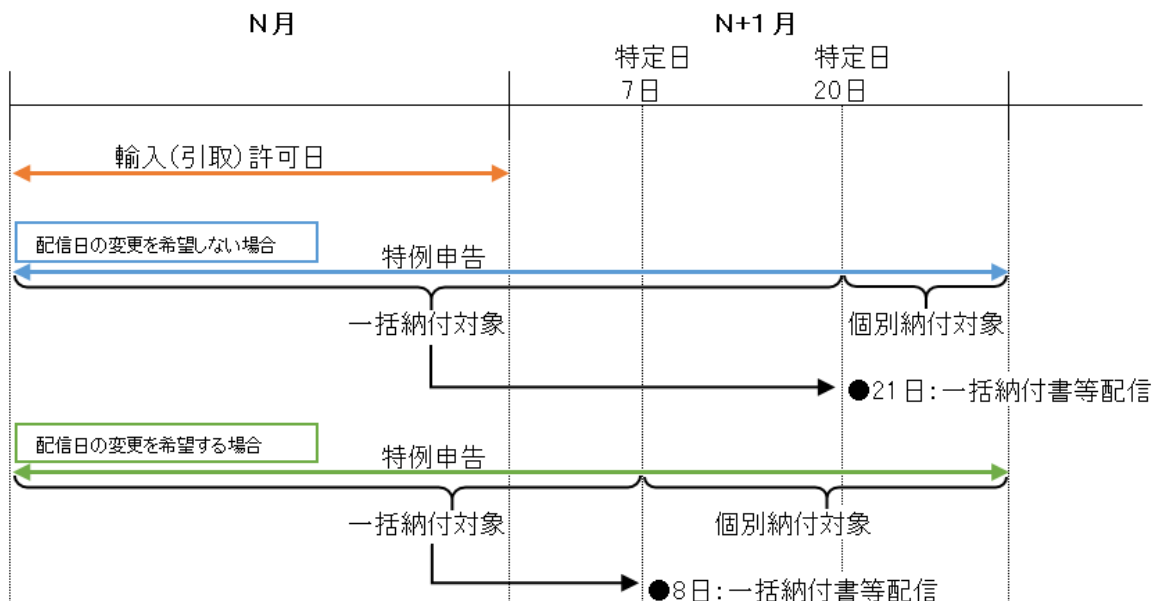 N月
N+1月
特定日
7日
特定日
20日
輸入(引取)許可日
配信日の変更を希望しない場合
特例申告
一括納付対象
個別納付対象
●21日:一括納付書等配信
配信日の変更を希望する場合
特例申告
一括納付対象
個別納付対象
●8日:一括納付書等配信